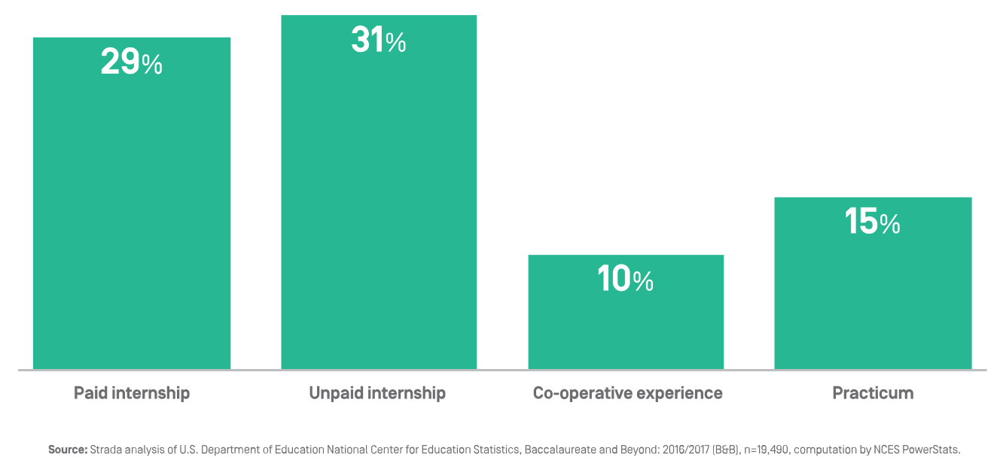 29%
31%
10%
15%
Paid internship
Unpaid internship
Co-operative experience
Practicum
Source: Strada analysis of U.S. Department of Education National Center for Education Statistics, Baccalaureate and Beyond: 2016/2017 (B&B), n=19,490, computation by NCES PowerStats.